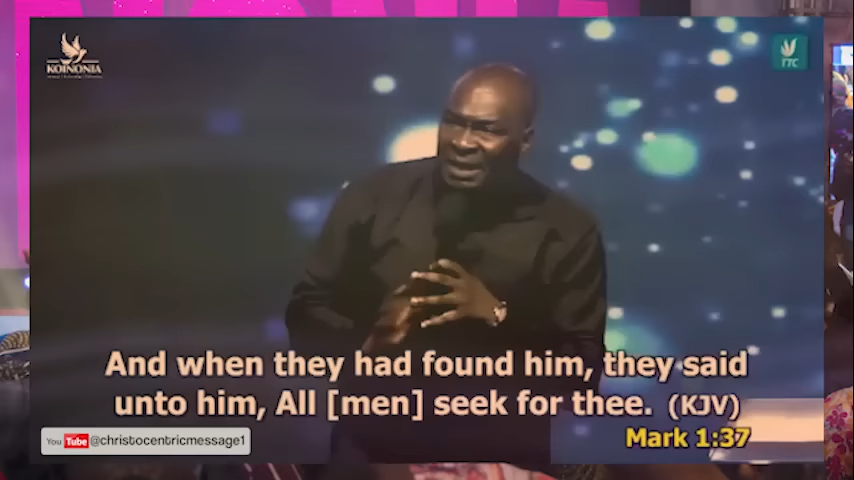 KOINONIA
TTC
And when they had found him, they said
unto him, All [men] seek for thee. (KJV)
Mark 1:37
You Tube @christocentricmessage1